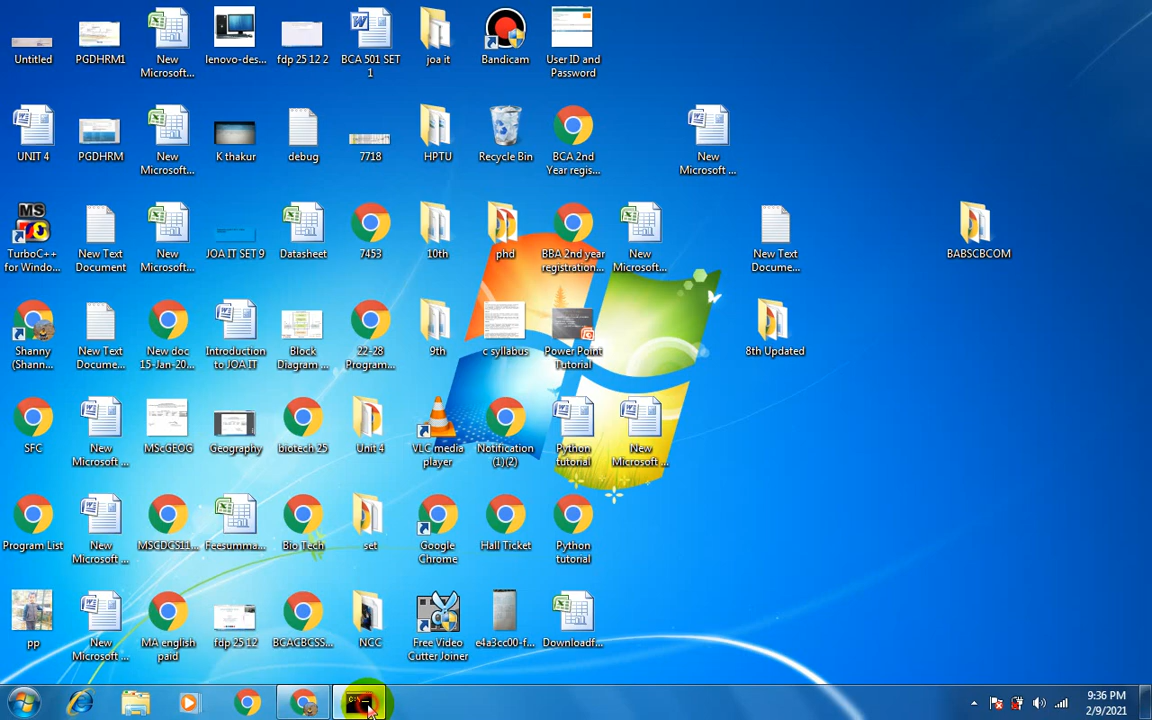 Untitled
PGDHRM1
New
Microsoft...
lenovo-des...
fdp 25 12 2
BCA 501 SET
1
joa it
Bandicam
User ID and
Password
UNIT 4
PGDHRM
New
Microsoft...
K thakur
debug
7718
HPTU
Recycle Bin
BCA 2nd
Year regis...
New
Microsoft ...
MS
TurboC++
for Windo...
New Text
Document
New
Microsoft...
JOA IT SET 9
Datasheet
7453
10th
phd
BBA 2nd year
registration...
New
Microsoft...
New Text
Docume...
BABSCBCOM
Shanny
(Shann...
New Text
Docume...
New doc
15-Jan-20...
Introduction
to JOA IT
Block
Diagram ...
22-28
Program...
9th
c syllabus
Power Point
Tutorial
8th Updated
SFC
New
Microsoft ...
MScGEOG
Geography
biotech 25
Unit 4
VLC media
player
Notification
(1)(2)
Python
tutorial
New
Microsoft ...
Program List
New
Microsoft ...
MSCDCS11...
Feesumma...
Bio Tech
set
Google
Chrome
Hall Ticket
Python
tutorial
pp
New
Microsoft ...
MA english
paid
fdp 25 12
BCACBCSS...
NCC
Free Video
Cutter Joiner
e4a3cc00-f...
Downloadf...
9:36 PM
2/9/2021